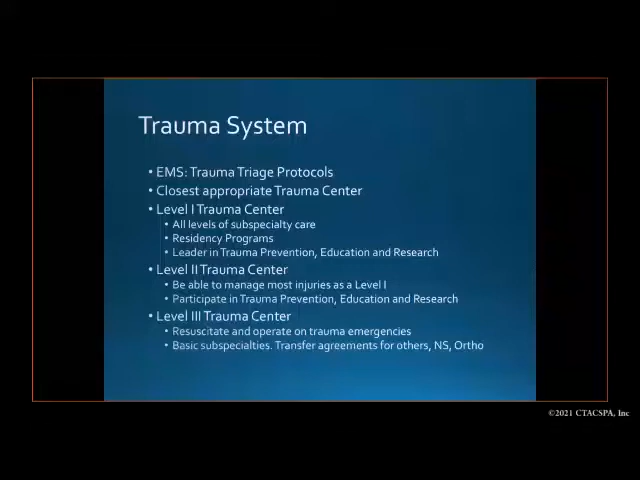 Trauma System
• EMS: Trauma Triage Protocols
• Closest appropriate Trauma Center
• Level I Trauma Center
• All levels of subspecialty care
• Residency Programs
• Leader in Trauma Prevention, Education and Research
• Level II Trauma Center
• Be able to manage most injuries as a Level I
• Participate in Trauma Prevention, Education and Research
• Level III Trauma Center
• Resuscitate and operate on trauma emergencies
• Basic subspecialties. Transfer agreements for others, NS, Ortho
©2021 CTACSPA, Inc